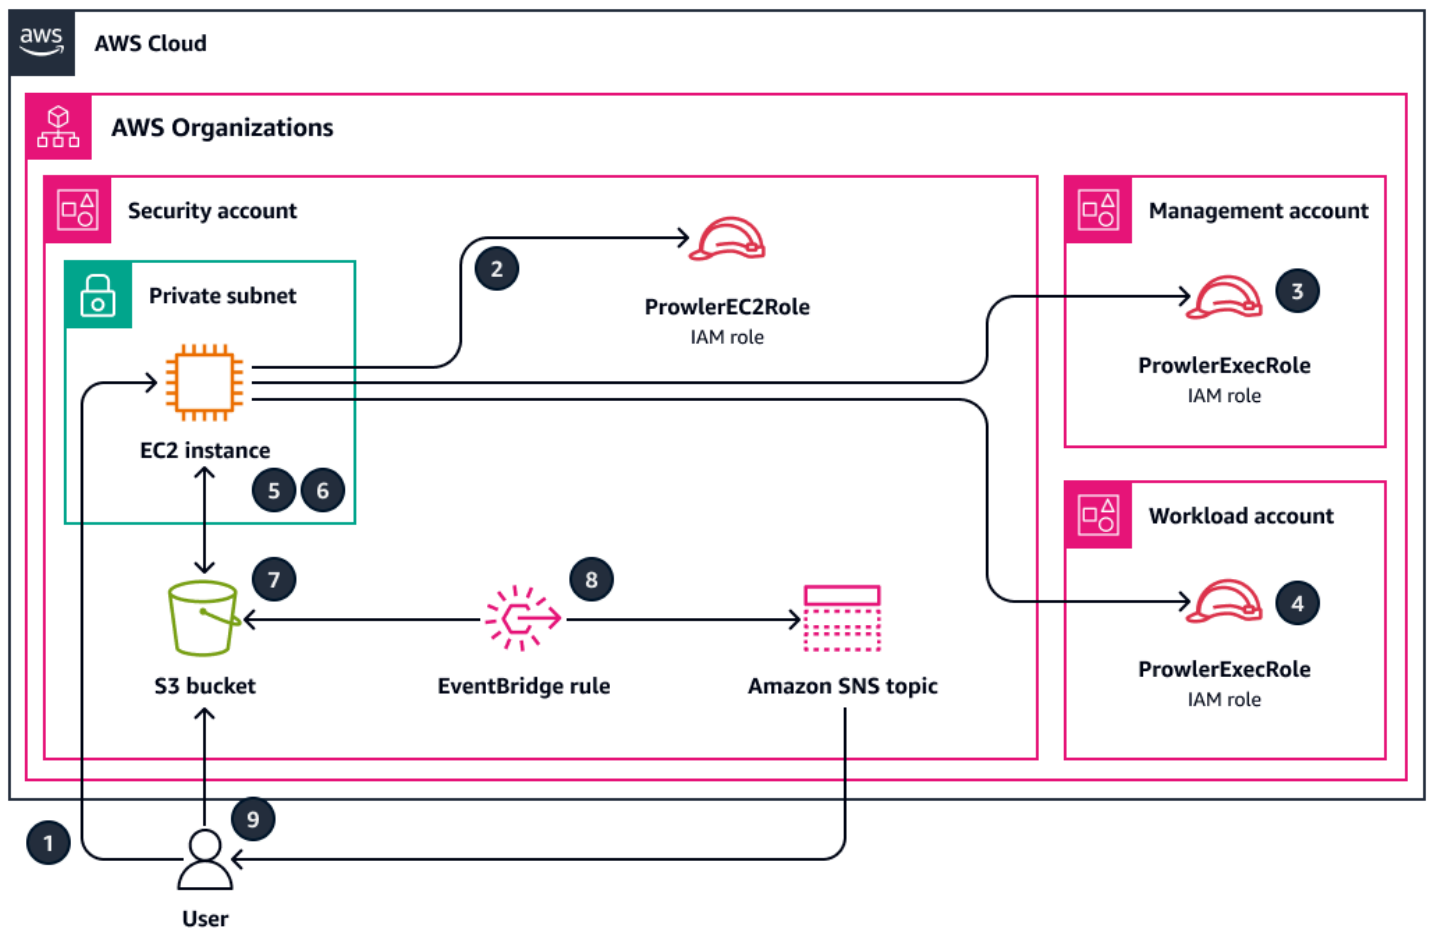 aws
AWS Cloud
AWS Organizations
Security account
Management account
Private subnet
2
ProwlerEC2Role
IAM role
3
ProwlerExecRole
IAM role
EC2 instance
5 6
Workload account
7
8
4
ProwlerExecRole
IAM role
S3 bucket
EventBridge rule
Amazon SNS topic
1
9
User